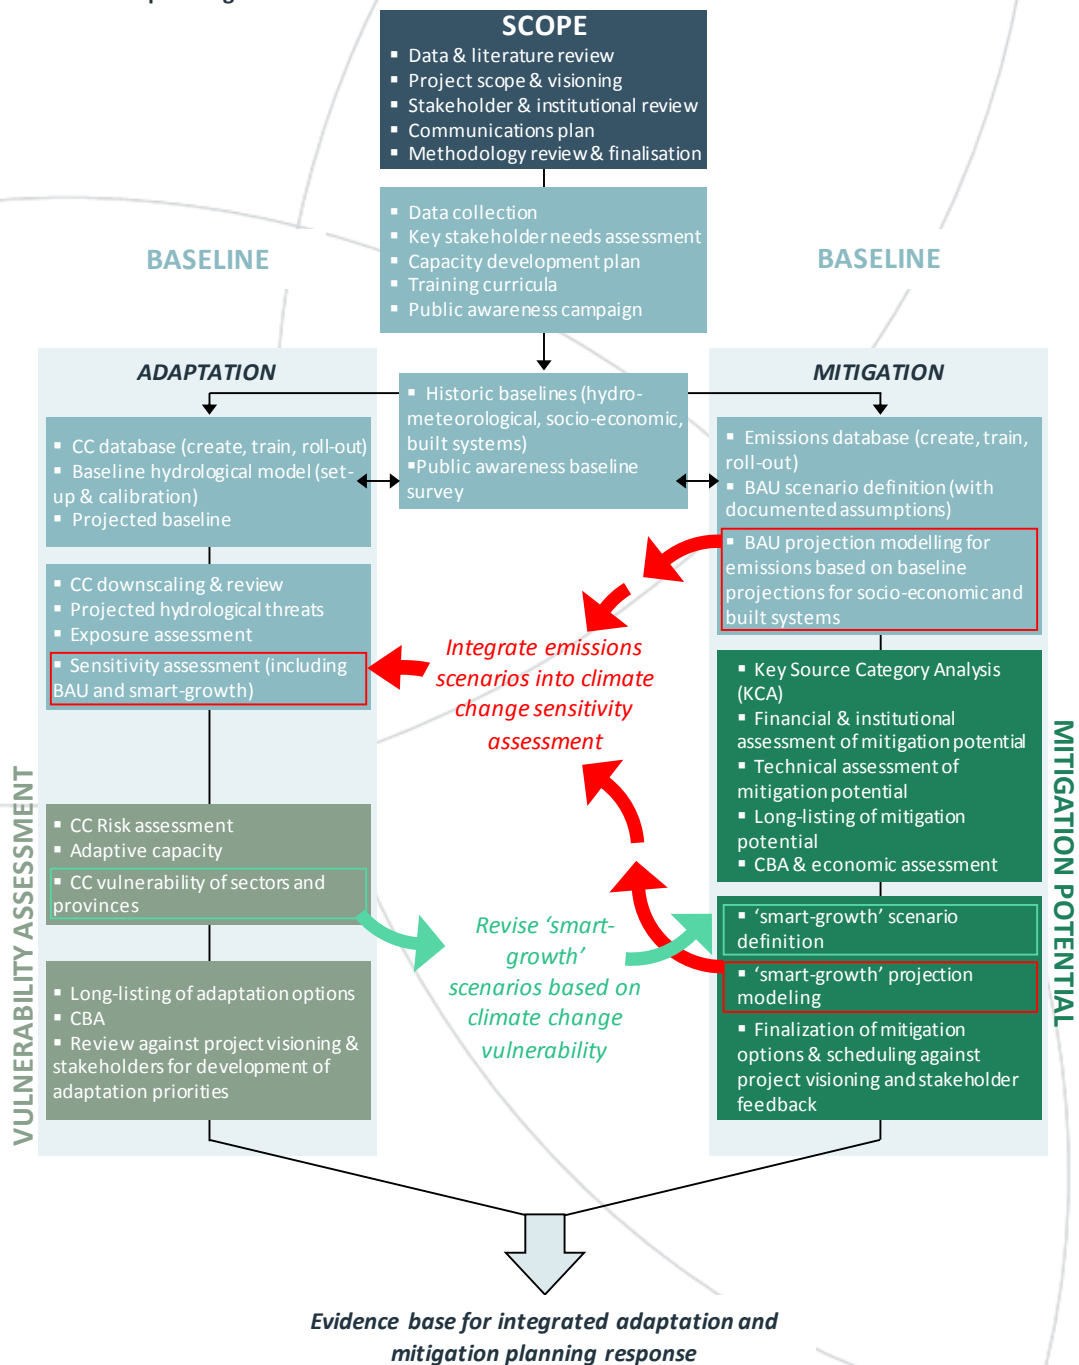 SCOPE
▪ Data & literature review
▪ Project scope & visioning
▪ Stakeholder & institutional review
▪ Communications plan
▪ Methodology review & finalisation
▪ Data collection
▪ Key stakeholder needs assessment
▪ Capacity development plan
▪ Training curricula
▪ Public awareness campaign
BASELINE
BASELINE
ADAPTATION
MITIGATION
▪ Historic baselines (hydro-
meteorological, socio-economic,
built systems)
▪Public awareness baseline
survey
▪ CC database (create, train, roll-out)
▪ Baseline hydrological model (set-
up & calibration)
▪ Projected baseline
▪ CC downscaling & review
▪ Projected hydrological threats
▪ Exposure assessment
▪ Sensitivity assessment (including
BAU and smart-growth)
▪ Emissions database (create, train,
roll-out)
▪ BAU scenario definition (with
documented assumptions)
▪ BAU projection modelling for
emissions based on baseline
projections for socio-economic and
built systems
Integrate emissions
scenarios into climate
change sensitivity
assessment
▪ Key Source Category Analysis
(KCA)
▪ Financial & institutional
assessment of mitigation potential
▪ Technical assessment of
mitigation potential
▪ Long-listing of mitigation
potential
▪ CBA & economic assessment
VULNERABILITY ASSESSMENT
▪ CC Risk assessment
▪ Adaptive capacity
▪ CC vulnerability of sectors and
provinces
▪ Long-listing of adaptation options
▪ CBA
▪ Review against project visioning &
stakeholders for development of
adaptation priorities
Revise ‘smart-
growth’
scenarios based on
climate change
vulnerability
▪ ‘smart-growth’ scenario
definition
▪ ‘smart-growth’ projection
modeling
▪ Finalization of mitigation
options & scheduling against
project visioning and stakeholder
feedback
MITIGATION POTENTIAL
Evidence base for integrated adaptation and
mitigation planning response